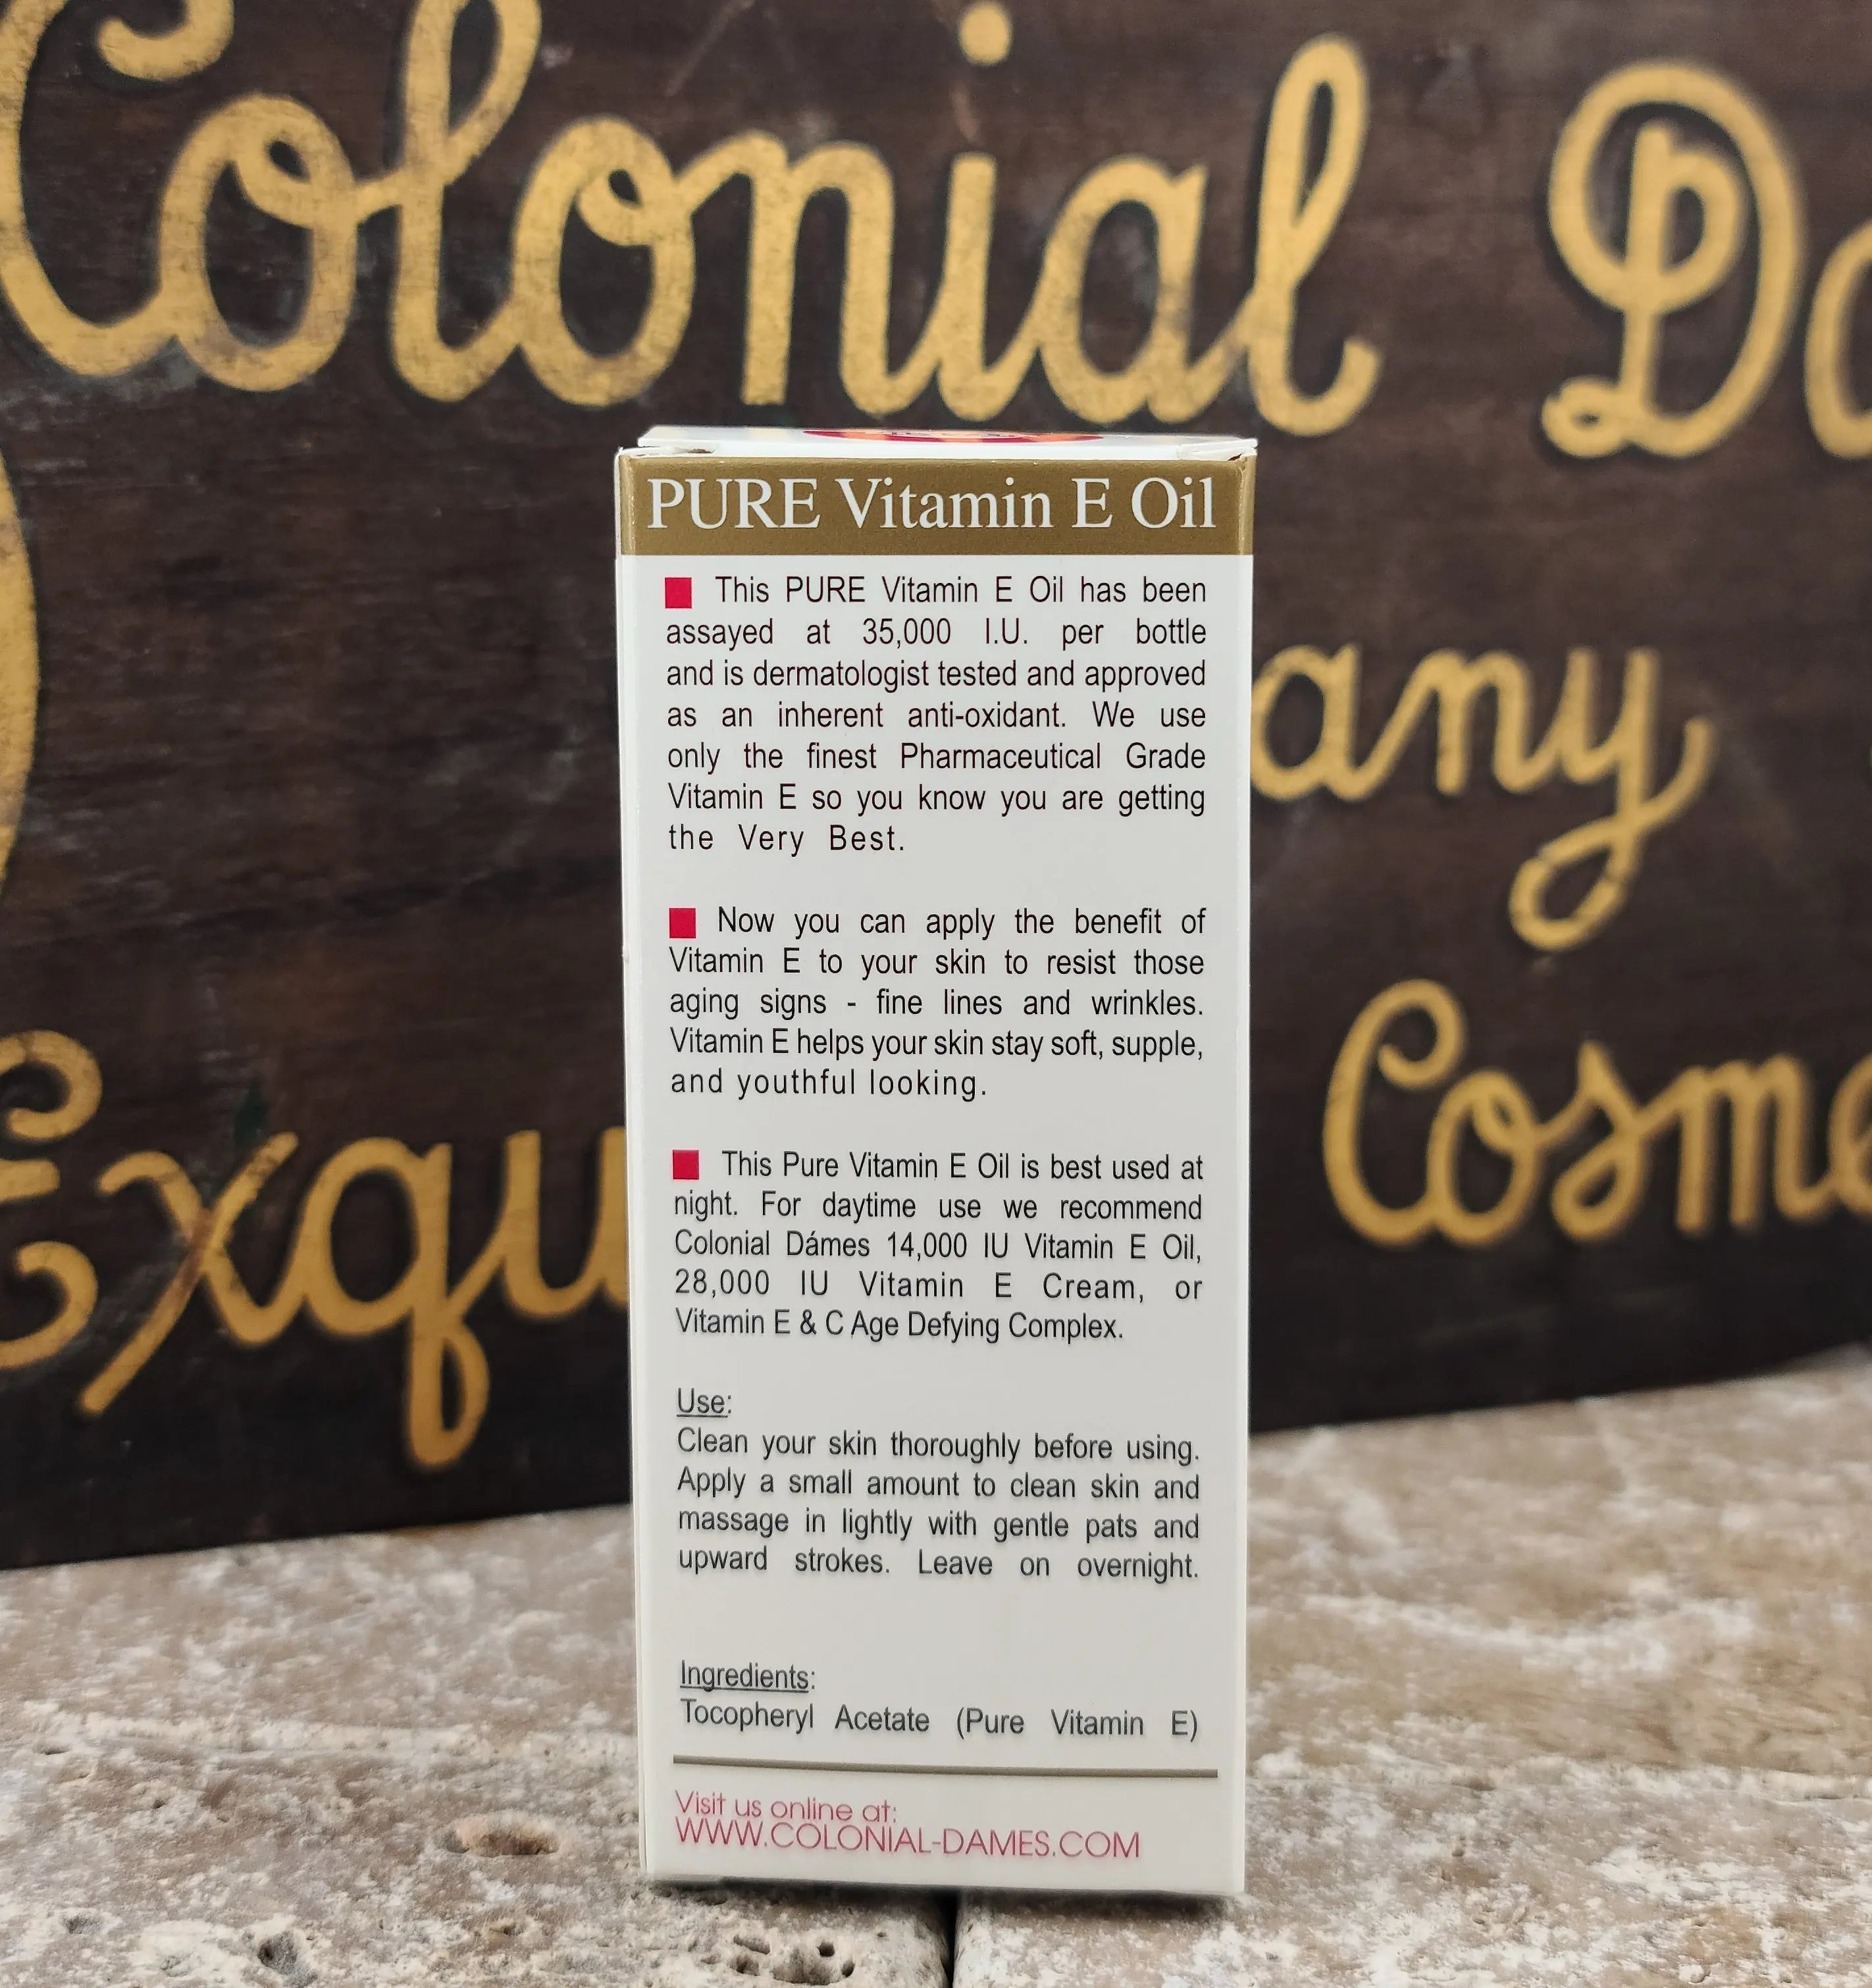 Colonial Da
any
Exqu
Cosme
PURE Vitamin E Oil
This PURE Vitamin E Oil has been
assayed at 35,000 I.U. per bottle
and is dermatologist tested and approved
as an inherent anti-oxidant. We use
only the finest Pharmaceutical Grade
Vitamin E so you know you are getting
the Very Best.
Now you can apply the benefit of
Vitamin E to your skin to resist those
aging signs - fine lines and wrinkles.
Vitamin E helps your skin stay soft, supple,
and youthful looking.
This Pure Vitamin E Oil is best used at
night. For daytime use we recommend
Colonial Dámes 14,000 IU Vitamin E Oil,
28,000 IU Vitamin E Cream, or
Vitamin E & C Age Defying Complex.
Use:
Clean your skin thoroughly before using.
Apply a small amount to clean skin and
massage in lightly with gentle pats and
upward strokes. Leave on overnight.
Ingredients:
Tocopheryl Acetate (Pure Vitamin E)
Visit us online at:
WWW.COLONIAL-DAMES.COM